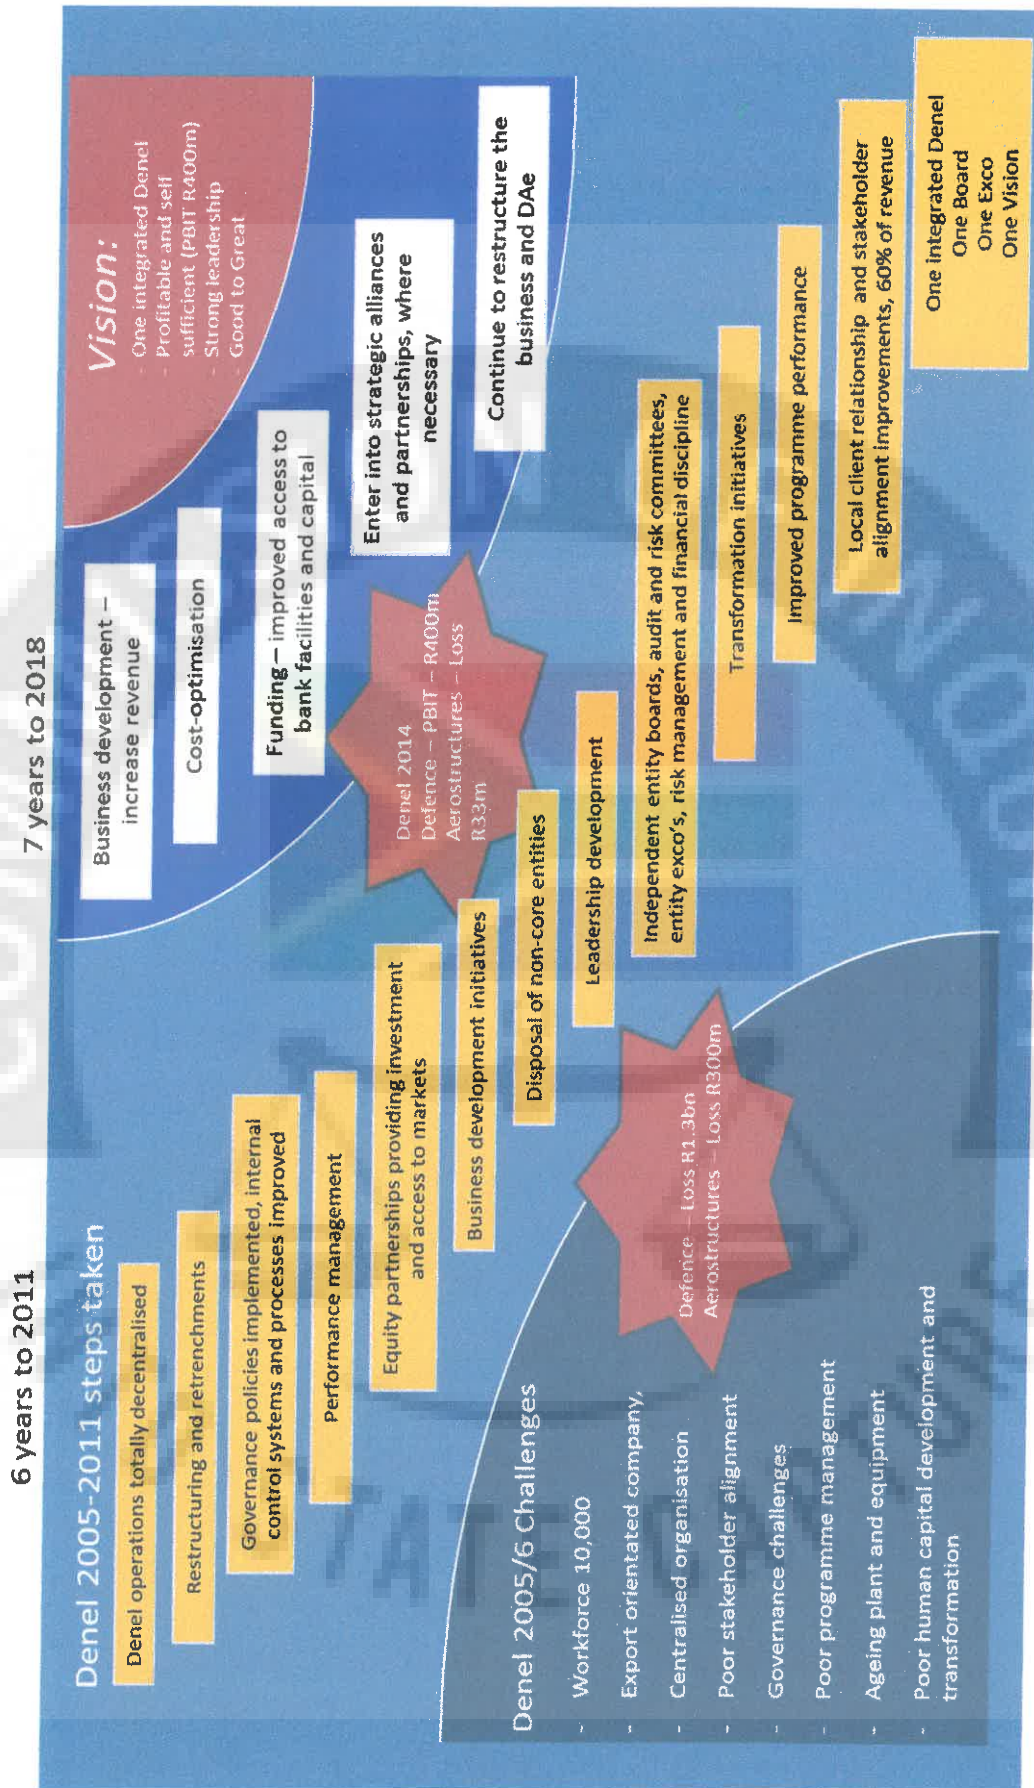 6 years to 2011
7 years to 2018
Denel 2005-2011 steps taken
Denel operations totally decentralised
Restructuring and retrenchments
Governance policies implemented, internal
control systems and processes improved
Performance management
Equity partnerships providing investment
and access to markets
Business development initiatives
Disposal of non-core entities
Leadership development
Independent entity boards, audit and risk committees,
entity exco's, risk management and financial discipline
Transformation initiatives
Improved programme performance
Local client relationship and stakeholder
alignment improvements, 60% of revenue
One integrated Denel
One Board
One Exco
One Vision
Denel 2005/6 Challenges
- Workforce 10,000
- Export orientated company,
- Centralised organisation
- Poor stakeholder alignment
- Governance challenges
- Poor programme management
- Ageing plant and equipment
- Poor human capital development and
transformation
Defence – Loss R1.3bn
Aerostructures – Loss R300m
Denel 2014
Defence – PBIT – R400m
Aerostructures – Loss
R33m
Business development –
increase revenue
Cost-optimisation
Funding – improved access to
bank facilities and capital
Enter into strategic alliances
and partnerships, where
necessary
Continue to restructure the
business and DAe
Vision:
- One integrated Denel
- Profitable and self
sufficient (PBIT R400m)
- Strong leadership
- Good to Great